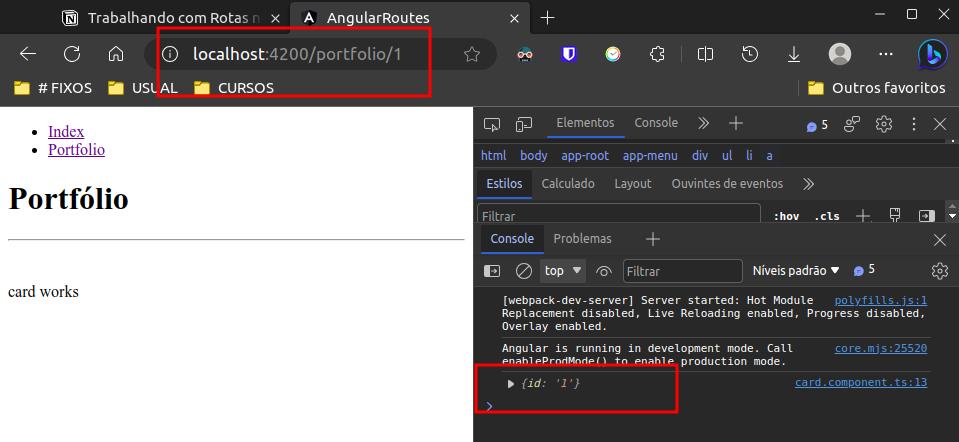 Trabalhando com Rotas n
AngularRoutes
localhost:4200/portfolio/1
# FIXOS
USUAL
CURSOS
Outros favoritos
Index
Portfolio
Portfólio
card works
Elementos
Console
5
html body app-root app-menu div ul li a
Estilos
Calculado
Layout
Ouvintes de eventos
Filtrar
:hov .cls
Console
Problemas
top
Filtrar
Níveis padrão
5
[webpack-dev-server] Server started: Hot Module polyfills.js:1
Replacement disabled, Live Reloading enabled, Progress disabled,
Overlay enabled.
Angular is running in development mode. Call core.mjs:25520
enableProdMode() to enable production mode.
{id: '1'} card.component.ts:13